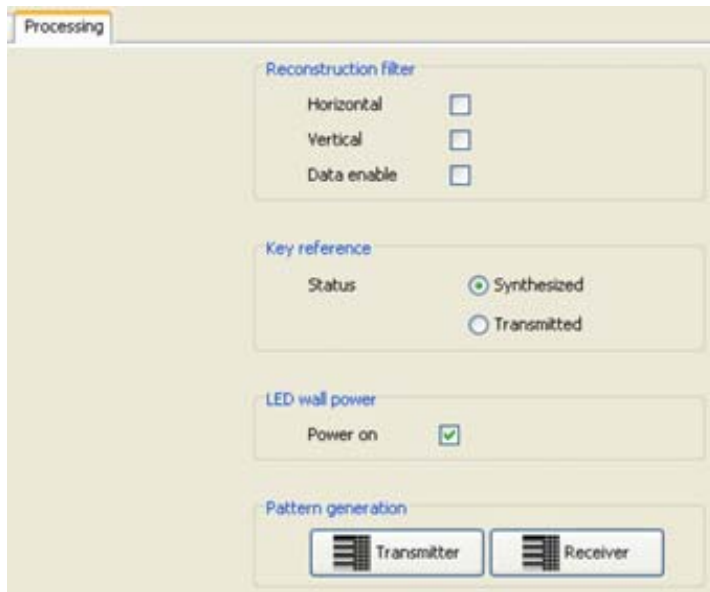 Processing
Reconstruction filter
Horizontal
Vertical
Data enable
Key reference
Status
Synthesized
Transmitted
LED wall power
Power on
Pattern generation
Transmitter
Receiver